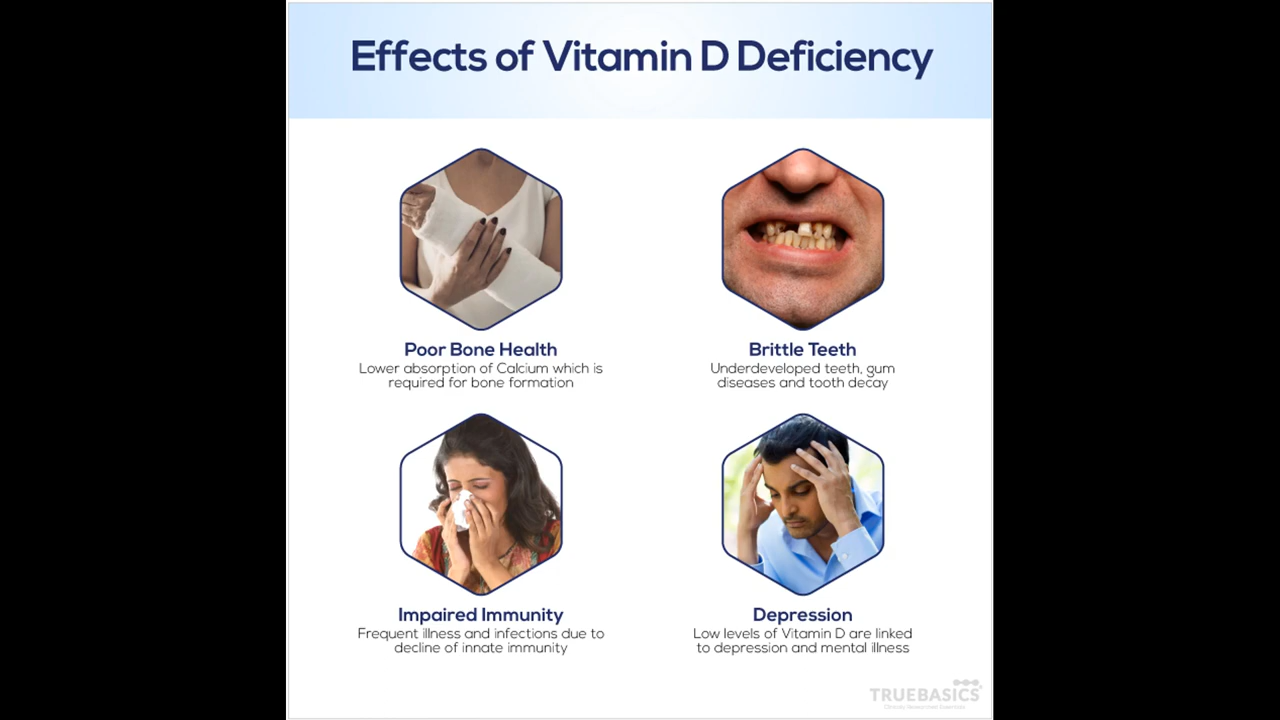 Effects of Vitamin D Deficiency
Poor Bone Health
Lower absorption of Calcium which is
required for bone formation
Brittle Teeth
Underdeveloped teeth, gum
diseases and tooth decay
Impaired Immunity
Frequent illness and infections due to
decline of innate immunity
Depression
Low levels of Vitamin D are linked
to depression and mental illness
TRUEBASICS